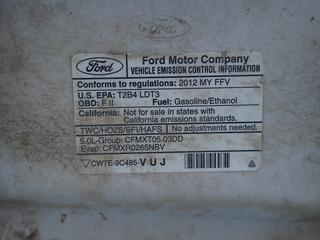 Ford
Ford Motor Company
VEHICLE EMISSION CONTROL INFORMATION
Conforms to regulations: 2012 MY FFV
U.S. EPA: T2B4 LDT3
OBD: F II Fuel: Gasoline/Ethanol
California: Not for sale in states with
California emissions standards.
TWC/HO2S/SFI/HAFS No adjustments needed.
5.0L-Group: CFMXT05.03DD
Evap: CFMXR0265NBV
CW7E-9C485-VUJ